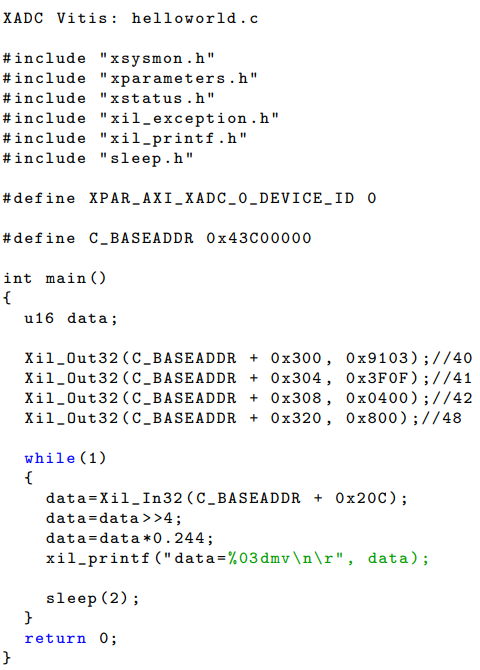 XADC Vitis: helloworld.c
#include "xsysmon.h"
#include "xparameters.h"
#include "xstatus.h"
#include "xil_exception.h"
#include "xil_printf.h"
#include "sleep.h"
#define XPAR_AXI_XADC_0_DEVICE_ID 0
#define C_BASEADDR 0x43C00000
int main()
{
u16 data;
Xil_Out32(C_BASEADDR + 0x300, 0x9103);//40
Xil_Out32(C_BASEADDR + 0x304, 0x3F0F);//41
Xil_Out32(C_BASEADDR + 0x308, 0x0400);//42
Xil_Out32(C_BASEADDR + 0x320, 0x800);//48
while(1)
{
data=Xil_In32(C_BASEADDR + 0x20C);
data=data>>4;
data=data*0.244;
xil_printf("data=%03dmv\n\r", data);
sleep(2);
}
return 0;
}